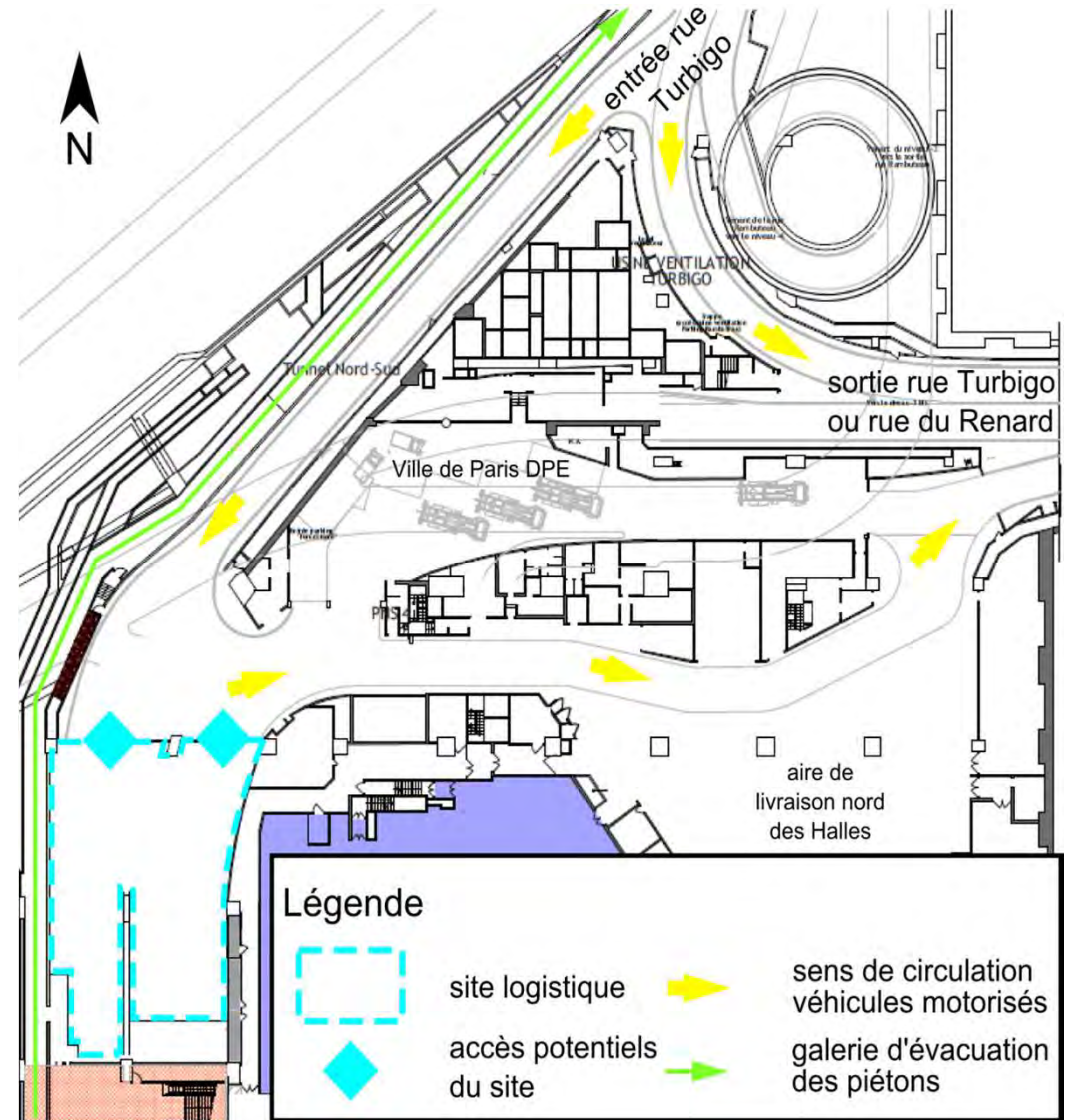 entrée rue
Turbigo
N
USINE VENTILATION
TURBIGO
Tunnel Nord-Sud
sortie rue Turbigo
ou rue du Renard
Ville de Paris DPE
aire de
livraison nord
des Halles
Légende
site logistique
sens de circulation
véhicules motorisés
accès potentiels
du site
galerie d'évacuation
des piétons